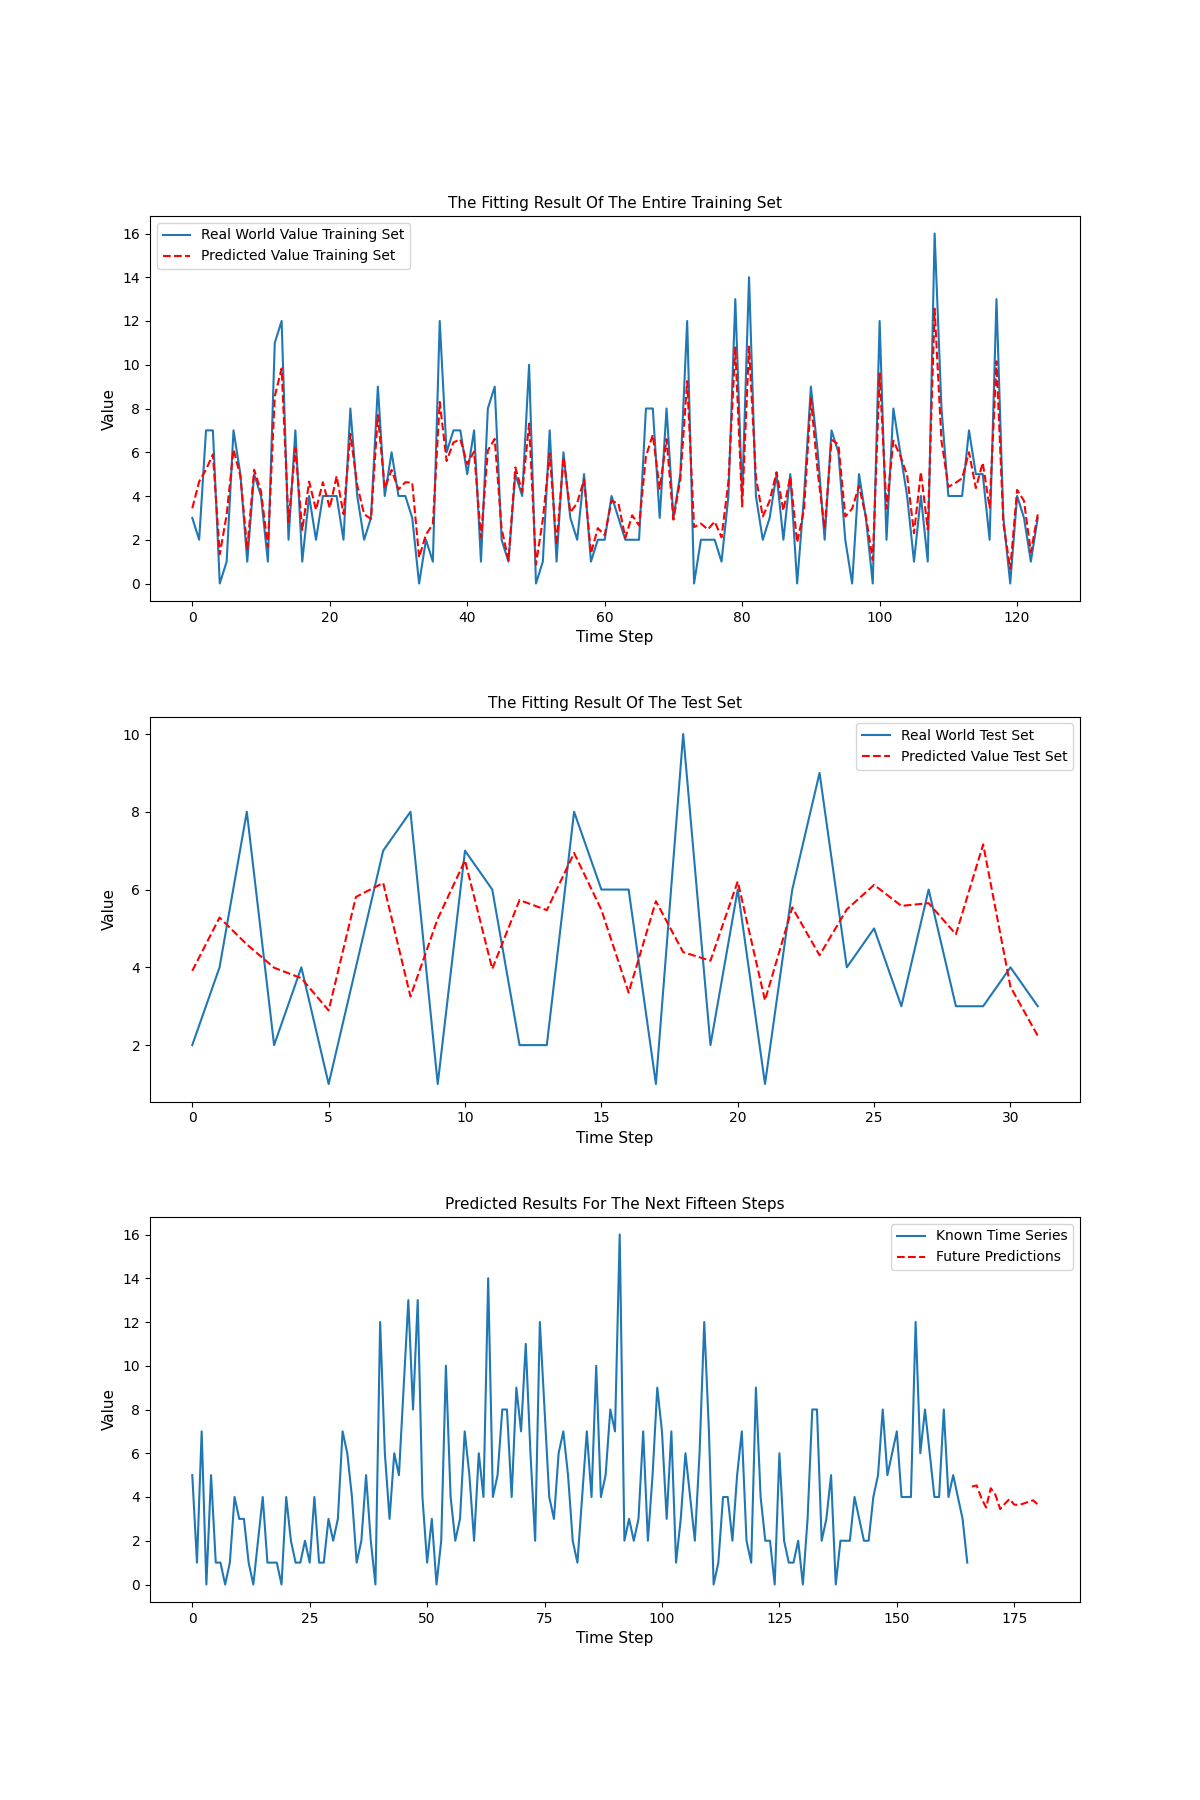 The Fitting Result Of The Entire Training Set
Real World Value Training Set
Predicted Value Training Set
Value
16
14
12
10
8
6
4
2
0
0 20 40 60 80 100 120
Time Step
The Fitting Result Of The Test Set
Real World Test Set
Predicted Value Test Set
Value
10
8
6
4
2
0 5 10 15 20 25 30
Time Step
Predicted Results For The Next Fifteen Steps
Known Time Series
Future Predictions
Value
16
14
12
10
8
6
4
2
0
0 25 50 75 100 125 150 175
Time Step